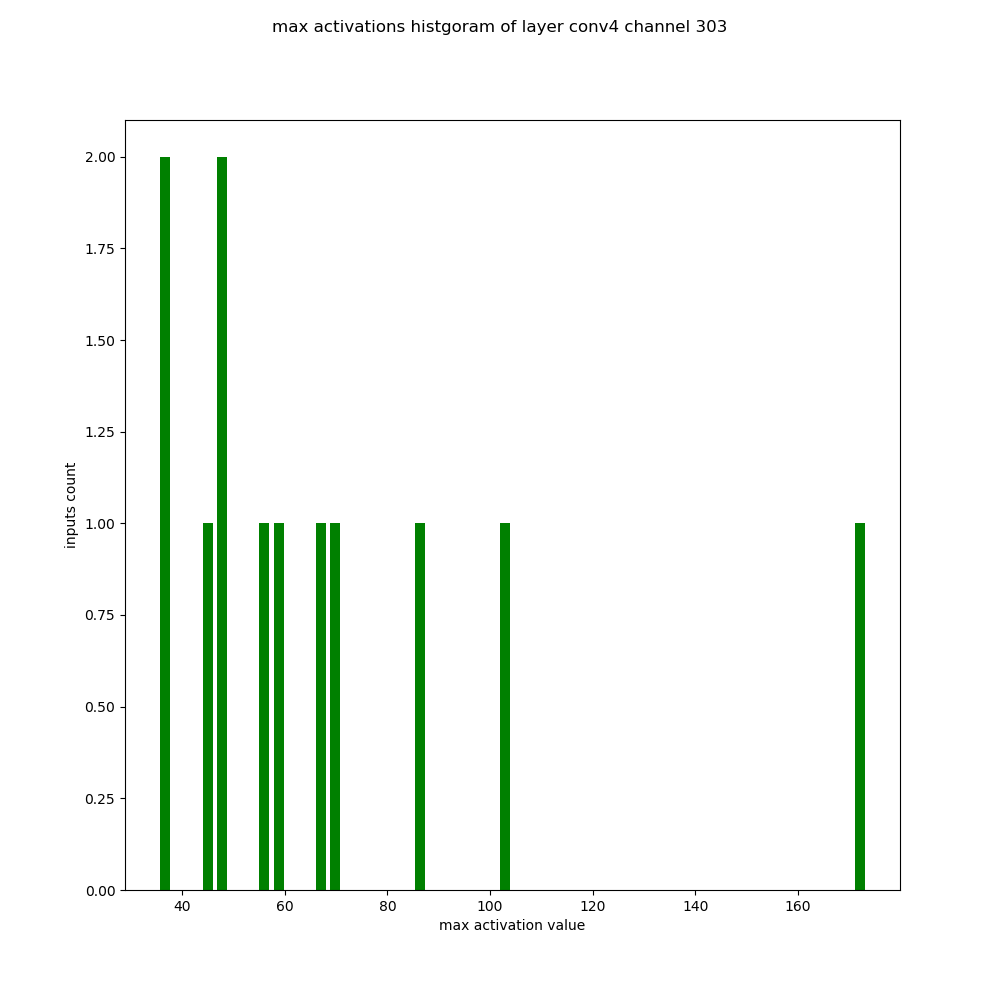 max activations histgoram of layer conv4 channel 303
2.00
1.75
1.50
1.25
1.00
0.75
0.50
0.25
0.00
inputs count
40 60 80 100 120 140 160
max activation value